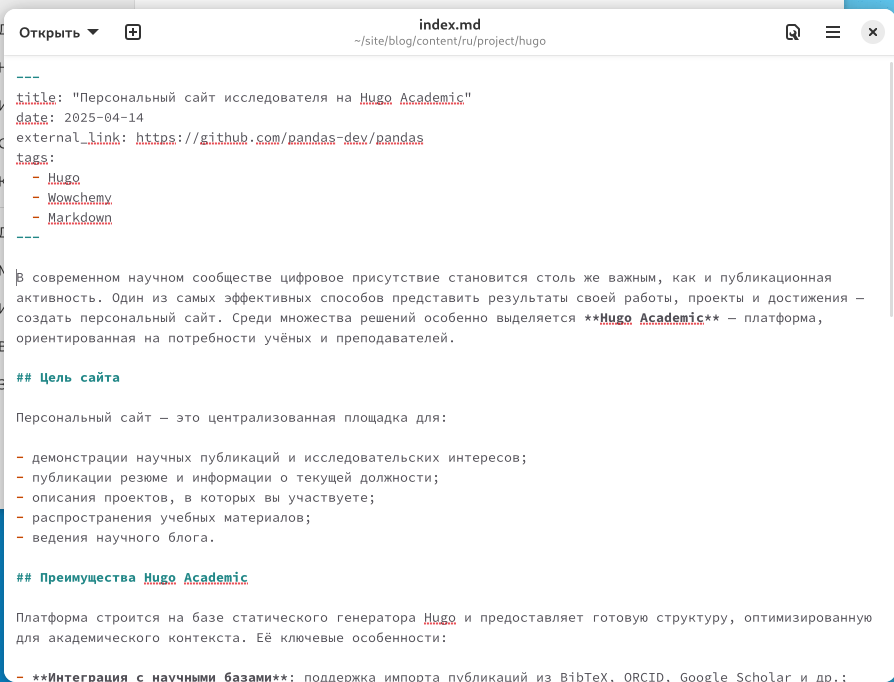 Открыть
index.md
~/site/blog/content/ru/project/hugo
---
title: "Персональный сайт исследователя на Hugo Academic"
date: 2025-04-14
external_link: https://github.com/pandas-dev/pandas
tags:
- Hugo
- Wowchemy
- Markdown
---
В современном научном сообществе цифровое присутствие становится столь же важным, как и публикационная
активность. Один из самых эффективных способов представить результаты своей работы, проекты и достижения —
создать персональный сайт. Среди множества решений особенно выделяется **Hugo Academic** — платформа,
ориентированная на потребности учёных и преподавателей.
## Цель сайта
Персональный сайт — это централизованная площадка для:
- демонстрации научных публикаций и исследовательских интересов;
- публикации резюме и информации о текущей должности;
- описания проектов, в которых вы участвуете;
- распространения учебных материалов;
- ведения научного блога.
## Преимущества Hugo Academic
Платформа строится на базе статического генератора Hugo и предоставляет готовую структуру, оптимизированную
для академического контекста. Её ключевые особенности:
- **Интеграция с научными базами**: поддержка импорта публикаций из BibTeX, ORCID, Google Scholar и др.;